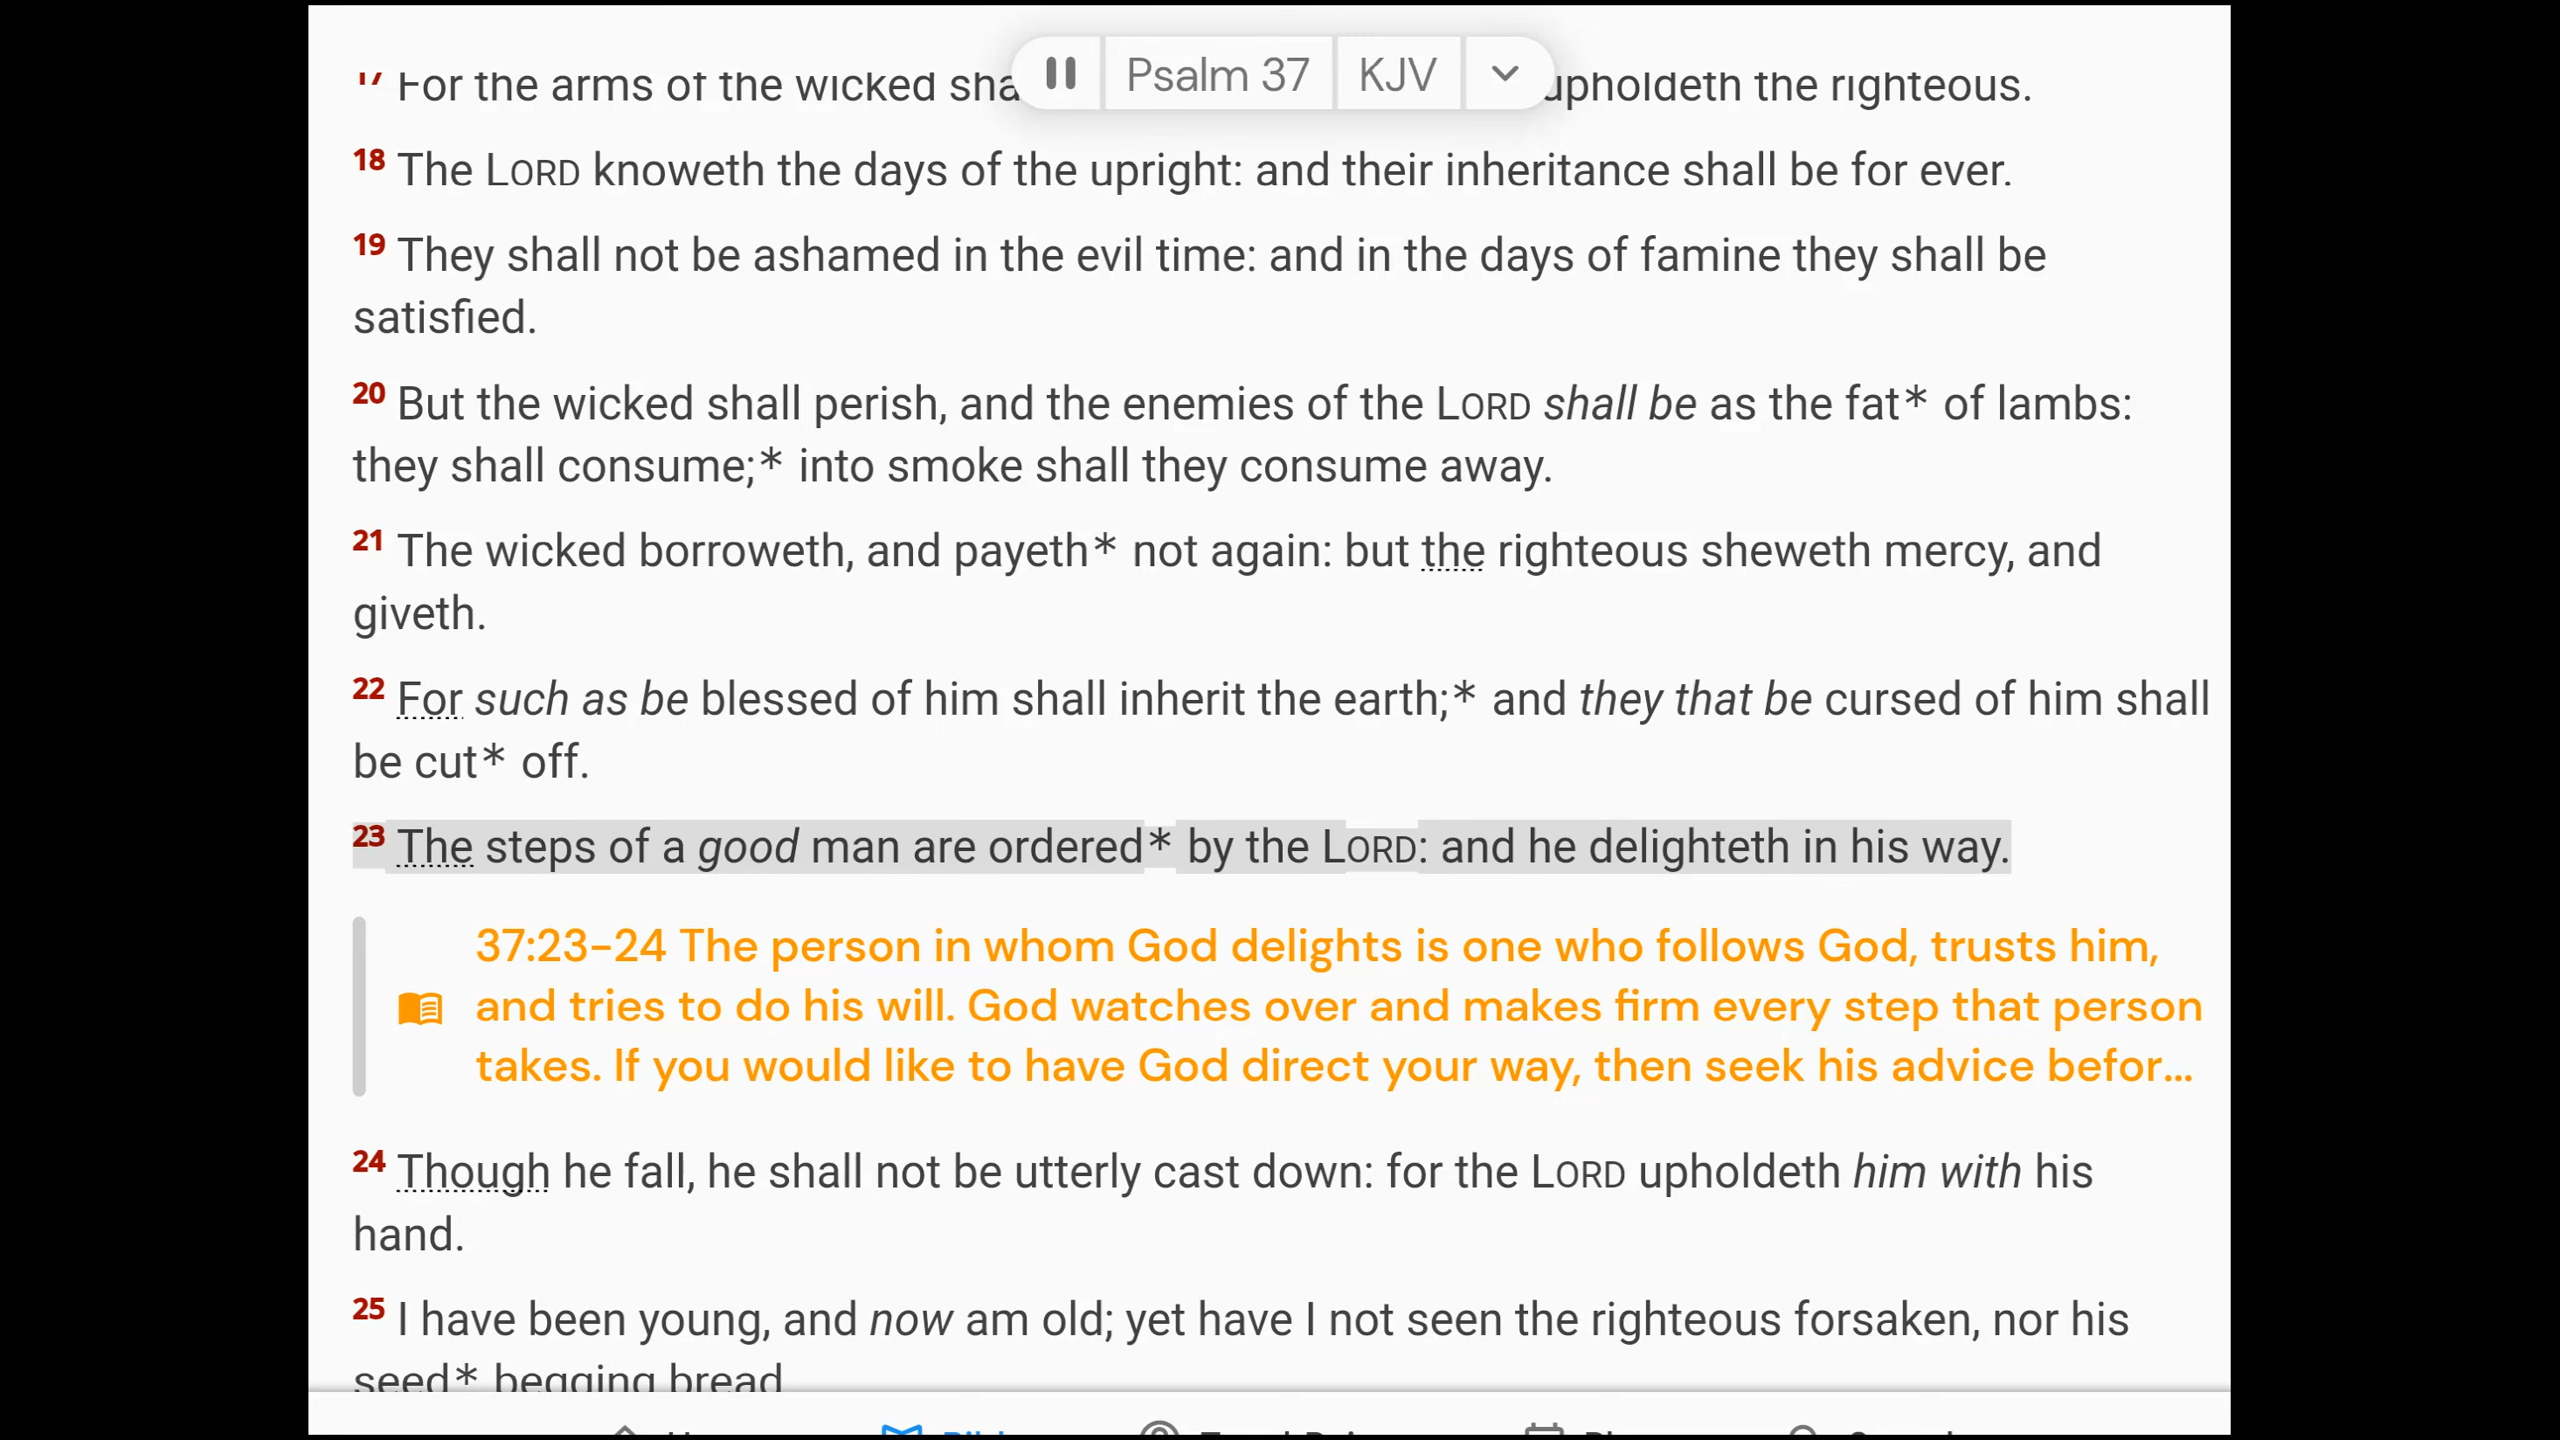 17 For the arms of the wicked sha upholdeth the righteous.
Psalm 37 KJV
18 The LORD knoweth the days of the upright: and their inheritance shall be for ever.
19 They shall not be ashamed in the evil time: and in the days of famine they shall be
satisfied.
20 But the wicked shall perish, and the enemies of the LORD shall be as the fat* of lambs:
they shall consume;* into smoke shall they consume away.
21 The wicked borroweth, and payeth* not again: but the righteous sheweth mercy, and
giveth.
22 For such as be blessed of him shall inherit the earth;* and they that be cursed of him shall
be cut* off.
23 The steps of a good man are ordered* by the LORD: and he delighteth in his way.
37:23–24 The person in whom God delights is one who follows God, trusts him,
and tries to do his will. God watches over and makes firm every step that person
takes. If you would like to have God direct your way, then seek his advice befor...
24 Though he fall, he shall not be utterly cast down: for the LORD upholdeth him with his
hand.
25 I have been young, and now am old; yet have I not seen the righteous forsaken, nor his
seed* begging bread